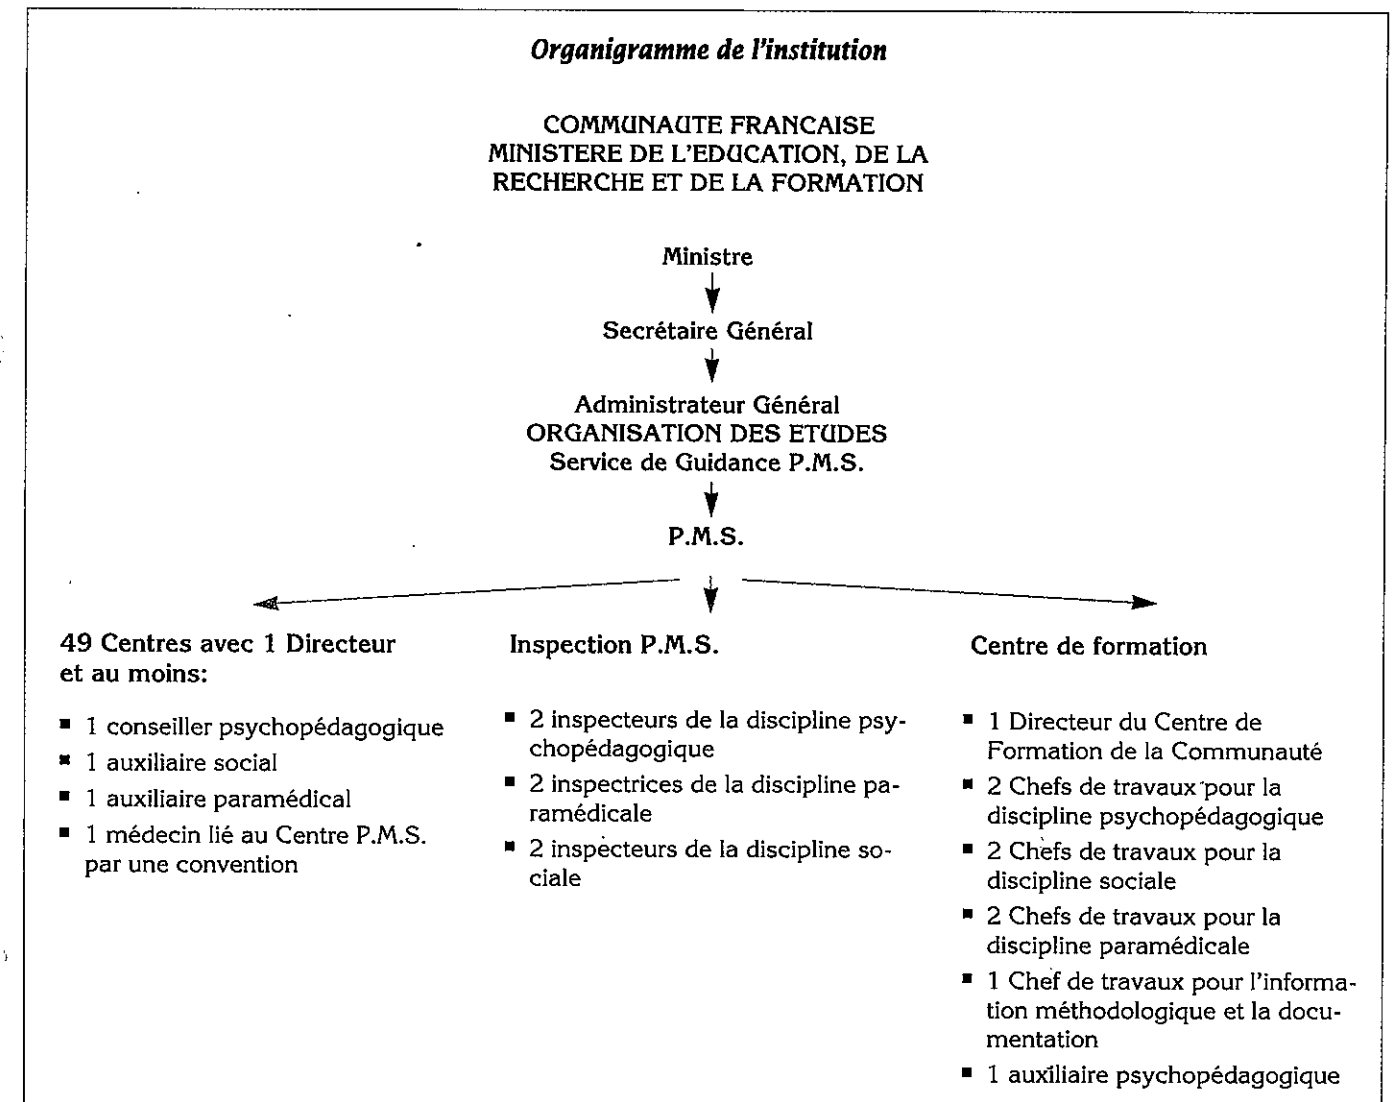 Organigramme de l'institution
COMMUNAUTE FRANCAISE
MINISTERE DE L'EDUCATION, DE LA
RECHERCHE ET DE LA FORMATION
Ministre
Secrétaire Général
Administrateur Général
ORGANISATION DES ETUDES
Service de Guidance P.M.S.
P.M.S.
49 Centres avec 1 Directeur
et au moins:
■ 1 conseiller psychopédagogique
■ 1 auxiliaire social
■ 1 auxiliaire paramédical
■ 1 médecin lié au Centre P.M.S.
par une convention
Inspection P.M.S.
■ 2 inspecteurs de la discipline psy-
chopédagogique
■ 2 inspectrices de la discipline pa-
ramédicale
■ 2 inspecteurs de la discipline so-
ciale
Centre de formation
■ 1 Directeur du Centre de
Formation de la Communauté
■ 2 Chefs de travaux pour la
discipline psychopédagogique
■ 2 Chefs de travaux pour la
discipline sociale
■ 2 Chefs de travaux pour la
discipline paramédicale
■ 1 Chef de travaux pour l'informa-
tion méthodologique et la docu-
mentation
■ 1 auxiliaire psychopédagogique